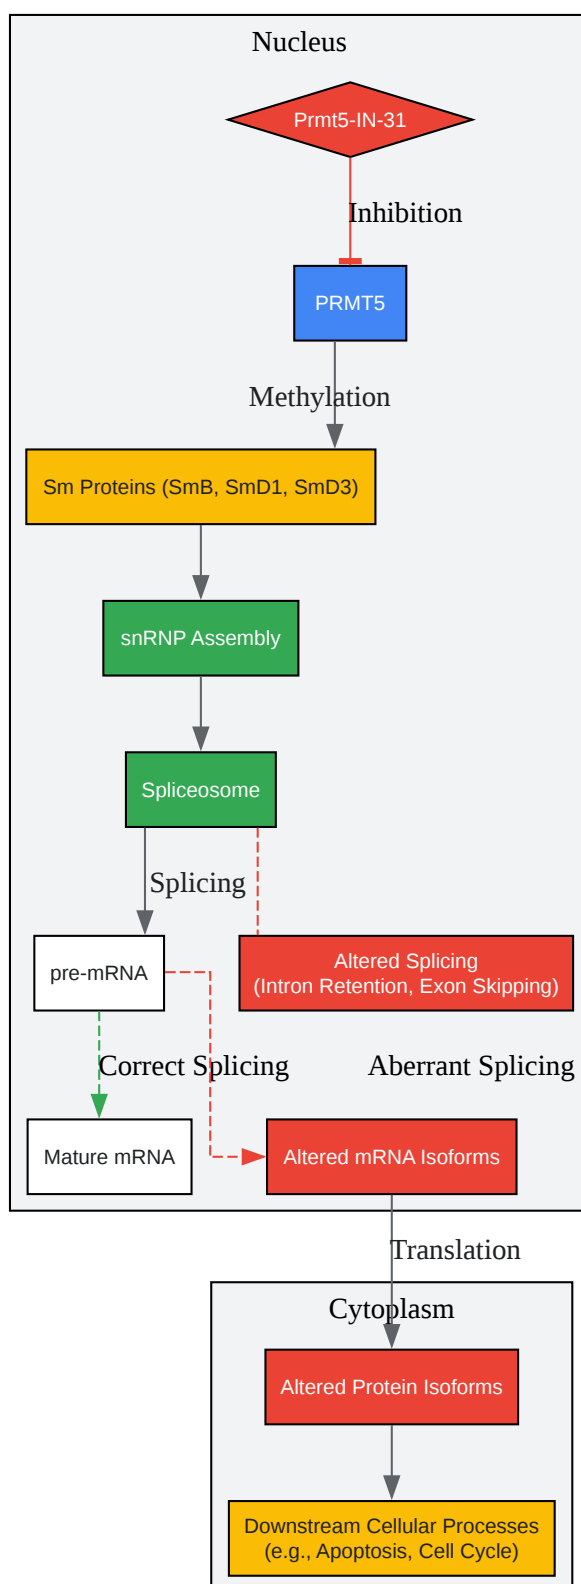 Nucleus
Prmt5-IN-31
Inhibition
PRMT5
Methylation
Sm Proteins (SmB, SmD1, SmD3)
snRNP Assembly
Spliceosome
Splicing
pre-mRNA
Altered Splicing
(Intron Retention, Exon Skipping)
Correct Splicing
Aberrant Splicing
Mature mRNA
Altered mRNA Isoforms
Translation
Cytoplasm
Altered Protein Isoforms
Downstream Cellular Processes
(e.g., Apoptosis, Cell Cycle)